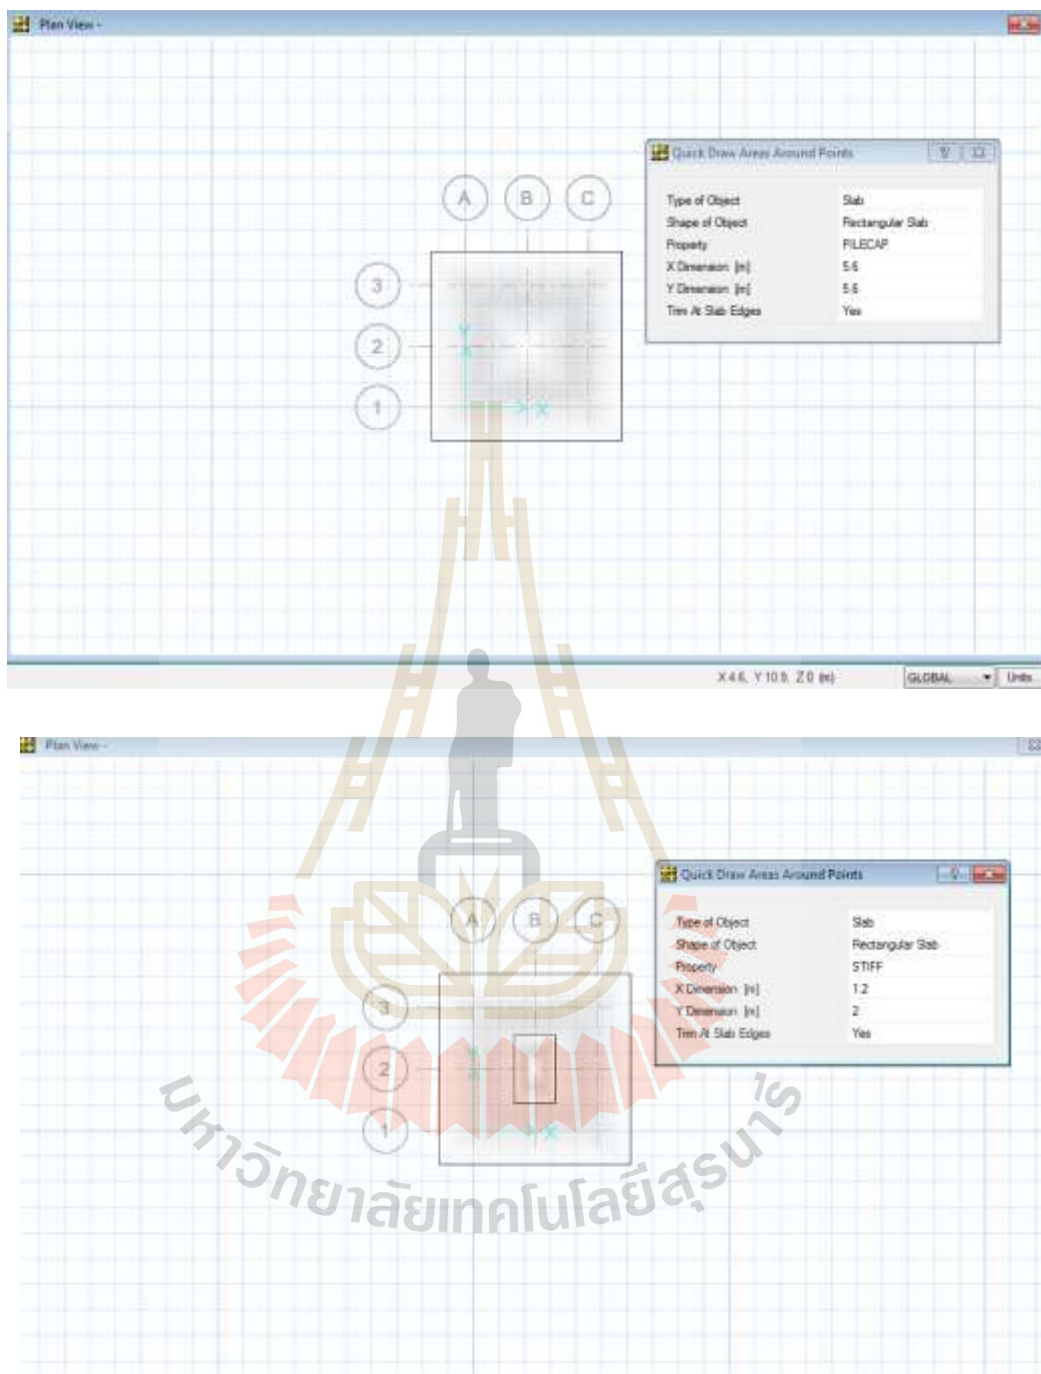 Plan View -
Quick Draw Areas Around Points
Type of Object Slab
Shape of Object Rectangular Slab
Property PILECAP
X Dimension [m] 5.6
Y Dimension [m] 5.6
Trim At Slab Edges Yes
A B C
3
2
1
Y
X
X 4.6, Y 10.9, Z 0 (m) GLOBAL Units
Plan View -
Quick Draw Areas Around Points
Type of Object Slab
Shape of Object Rectangular Slab
Property STIFF
X Dimension [m] 1.2
Y Dimension [m] 2
Trim At Slab Edges Yes
A B C
3
2
1
Y
X
มหาวิทยาลัยเทคโนโลยีสุรนารี